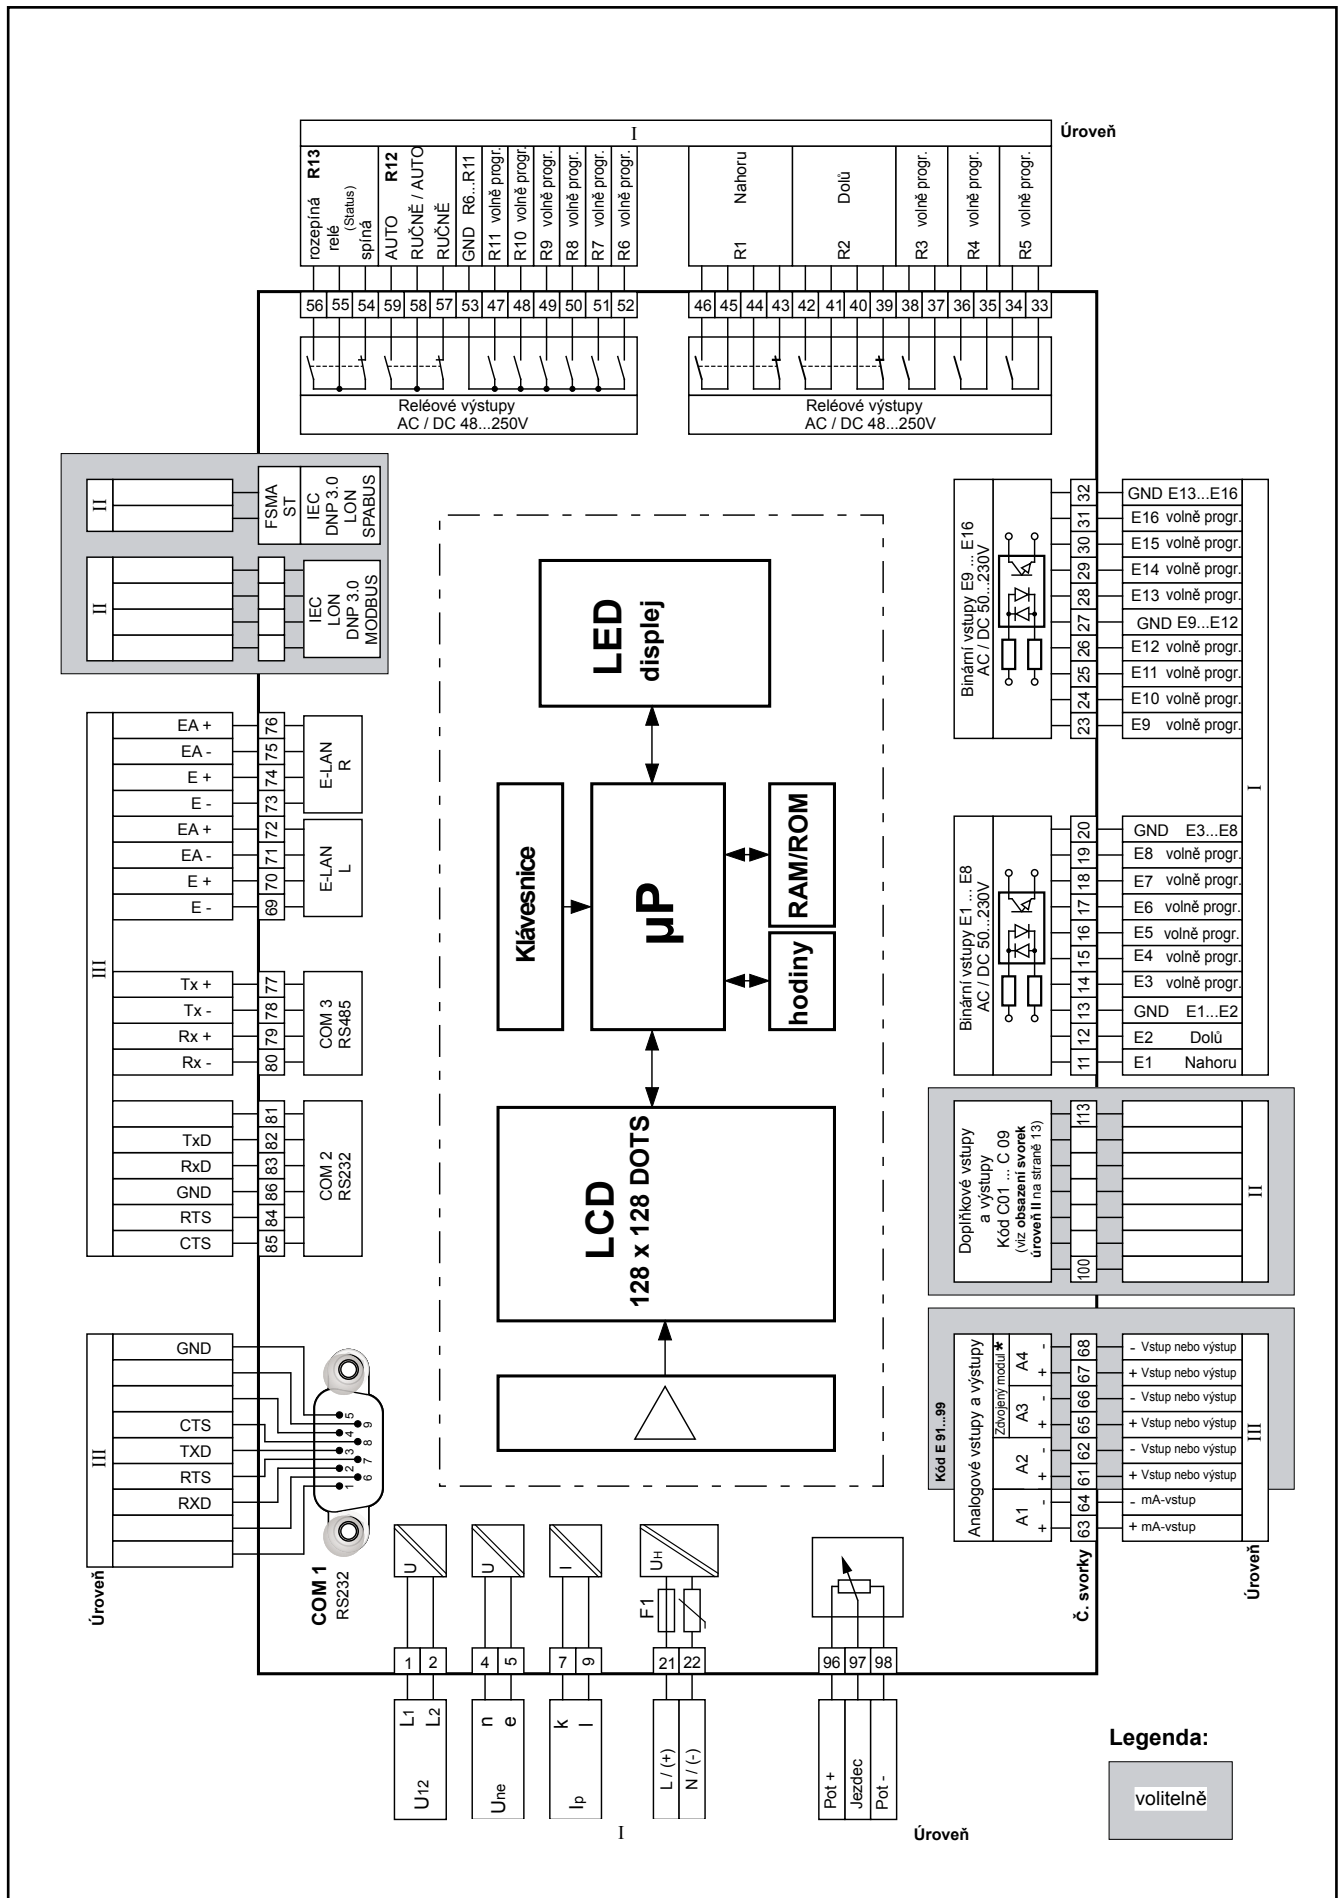 I
Úroveň
rozepíná R13
relé
(Status)
spíná
AUTO R12
RUČNĚ / AUTO
RUČNĚ
GND R6...R11
R11 volně progr.
R10 volně progr.
R9 volně progr.
R8 volně progr.
R7 volně progr.
R6 volně progr.
R1 Nahoru
R2 Dolů
R3 volně progr.
R4 volně progr.
R5 volně progr.
56 55 54 59 58 57 53 47 48 49 50 51 52
46 45 44 43 42 41 40 39 38 37 36 35 34 33
Reléové výstupy
AC / DC 48...250V
Reléové výstupy
AC / DC 48...250V
II
FSMA
ST
IEC
DNP 3.0
LON
SPABUS
II
IEC
LON
DNP 3.0
MODBUS
III
EA + 76
EA - 75
E + 74
E - 73
E-LAN
R
EA + 72
EA - 71
E + 70
E - 69
E-LAN
L
Tx + 77
Tx - 78
Rx + 79
Rx - 80
COM 3
RS485
81
TxD 82
RxD 83
GND 86
RTS 84
CTS 85
COM 2
RS232
III
GND
CTS
TXD
RTS
RXD
5
9
4
8
3
7
2
6
1
Úroveň
COM 1
RS232
LED
displej
Klávesnice
µP
RAM/ROM
hodiny
LCD
128 x 128 DOTS
Binární vstupy E9 ... E16
AC / DC 50...230V
32 GND E13...E16
31 E16 volně progr.
30 E15 volně progr.
29 E14 volně progr.
28 E13 volně progr.
27 GND E9...E12
26 E12 volně progr.
25 E11 volně progr.
24 E10 volně progr.
23 E9 volně progr.
I
Binární vstupy E1 ... E8
AC / DC 50...230V
20 GND E3...E8
19 E8 volně progr.
18 E7 volně progr.
17 E6 volně progr.
16 E5 volně progr.
15 E4 volně progr.
14 E3 volně progr.
13 GND E1...E2
12 E2 Dolů
11 E1 Nahoru
Doplňkové vstupy
a výstupy
Kód C01 ... C 09
(viz obsazení svorek
úroveň II na straně 13)
113
100
II
Kód E 91...99
Analogové vstupy a výstupy
Zdvojený modul *
A4 - 68 - Vstup nebo výstup
+ 67 + Vstup nebo výstup
A3 - 66 - Vstup nebo výstup
+ 65 + Vstup nebo výstup
A2 - 62 - Vstup nebo výstup
+ 61 + Vstup nebo výstup
A1 - 64 - mA-vstup
+ 63 + mA-vstup
III
Č. svorky
Úroveň
U
U
I
UH
F1
1 2 4 5 7 9 21 22 96 97 98
L1
L2
U12
n
e
Une
k
l
Ip
L / (+)
N / (-)
Pot +
Jezdec
Pot -
I
Úroveň
Legenda:
volitelně